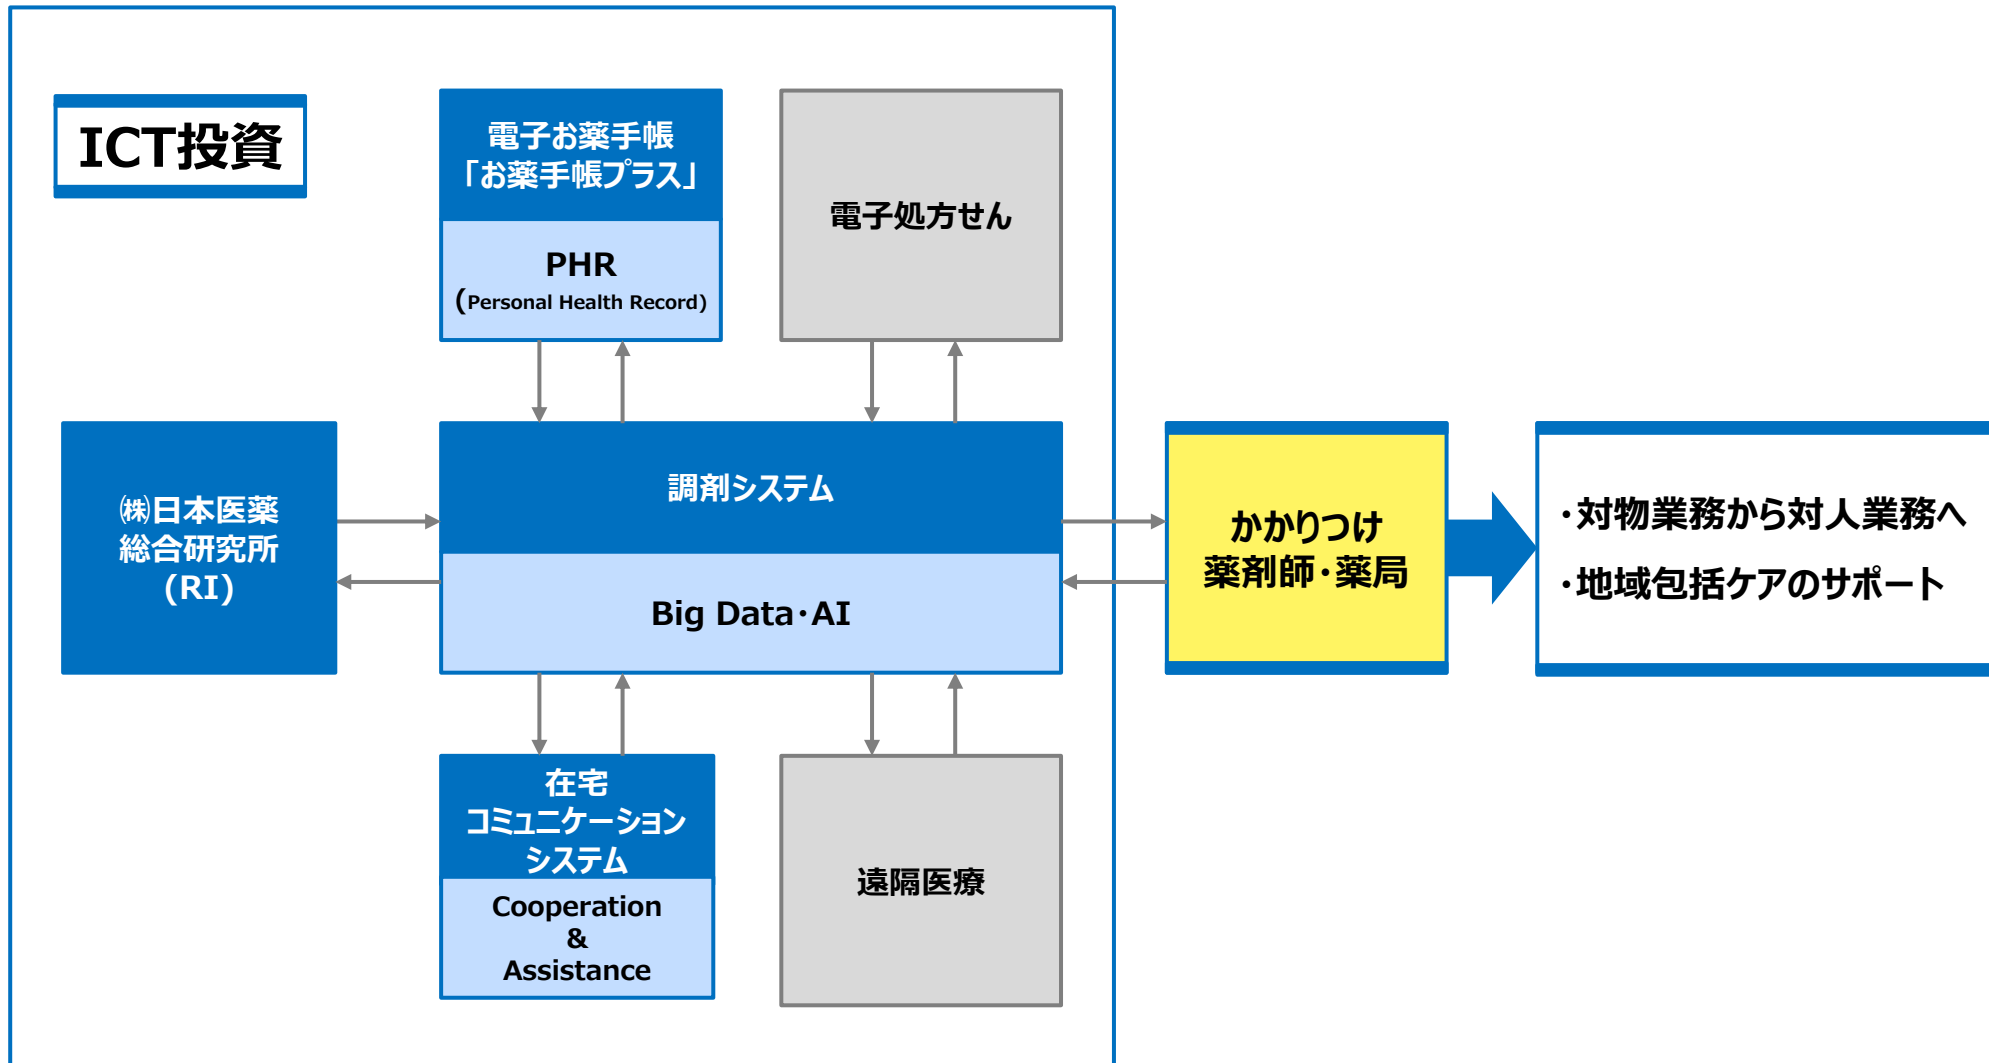 ICT投資
電子お薬手帳
「お薬手帳プラス」
PHR
(Personal Health Record)
電子処方せん
㈱日本医薬
総合研究所
(RI)
調剤システム
Big Data・AI
かかりつけ
薬剤師・薬局
・対物業務から対人業務へ
・地域包括ケアのサポート
在宅
コミュニケーション
システム
Cooperation
&
Assistance
遠隔医療